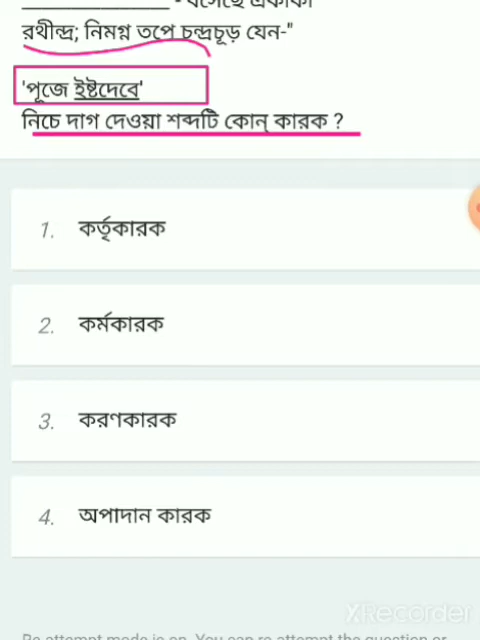 রথীন্দ্র; নিমগ্ন তপে চন্দ্রচূড় যেন-"
'পূজে ইষ্টদেবে'
নিচে দাগ দেওয়া শব্দটি কোন্ কারক ?
1. কর্তৃকারক
2. কর্মকারক
3. করণকারক
4. অপাদান কারক
XRecorder